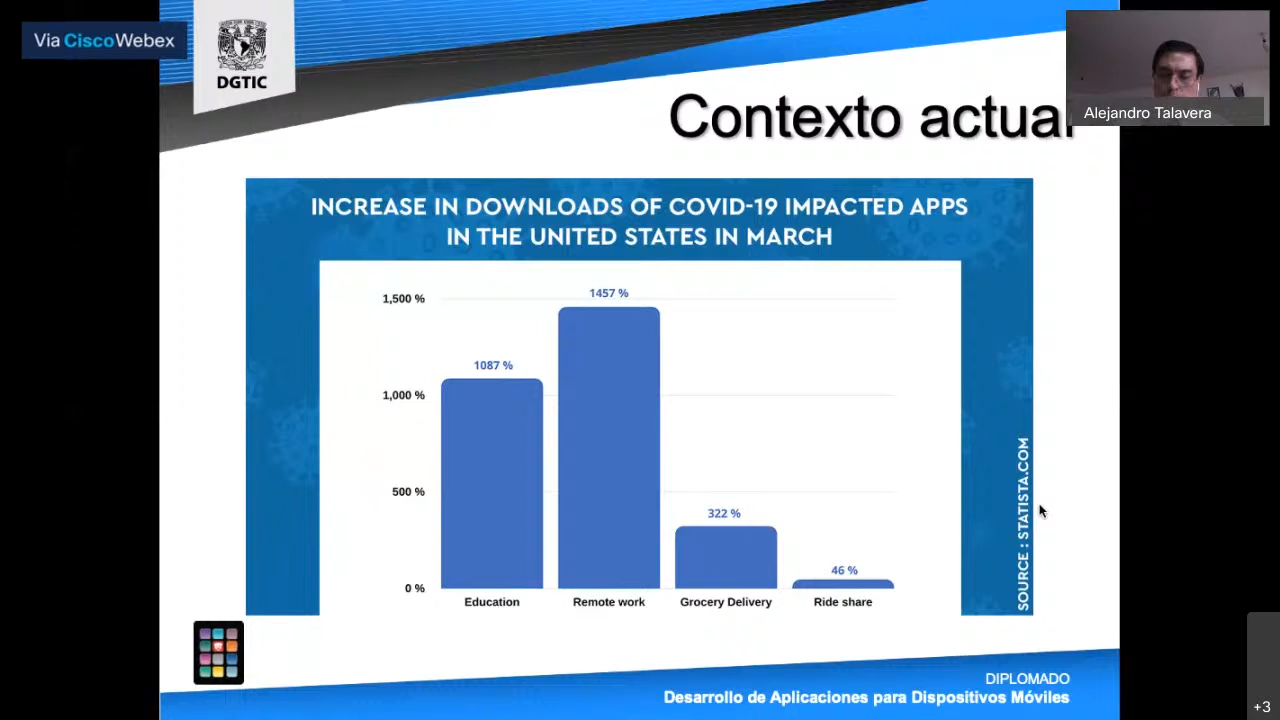 Via CiscoWebex
DGTIC
Alejandro Talavera
Contexto actual
INCREASE IN DOWNLOADS OF COVID-19 IMPACTED APPS
IN THE UNITED STATES IN MARCH
1,500 %
1,000 %
500 %
0 %
1087 %
1457 %
322 %
46 %
Education
Remote work
Grocery Delivery
Ride share
SOURCE : STATISTA.COM
DIPLOMADO
Desarrollo de Aplicaciones para Dispositivos Móviles
+3